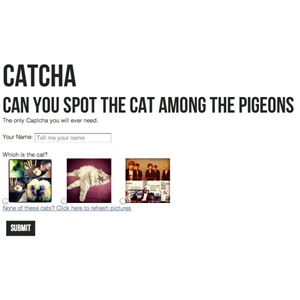 CATCHA
CAN YOU SPOT THE CAT AMONG THE PIGEONS
The only Captcha you will ever need.
Your Name: Tell me your name
Which is the cat?
None of these cats? Click here to refresh pictures
SUBMIT